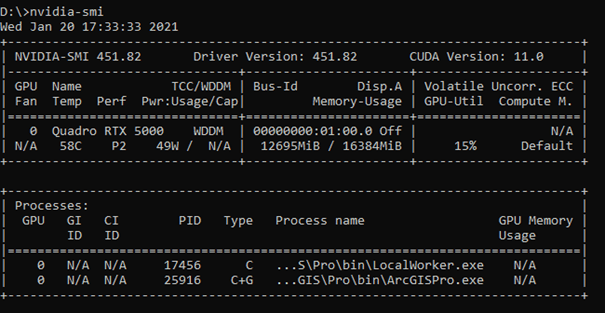 D:\>nvidia-smi
Wed Jan 20 17:33:33 2021
+-----------------------------------------------------------------------------+
| NVIDIA-SMI 451.82       Driver Version: 451.82       CUDA Version: 11.0     |
|-------------------------------+----------------------+----------------------+
| GPU  Name            TCC/WDDM | Bus-Id        Disp.A | Volatile Uncorr. ECC |
| Fan  Temp  Perf  Pwr:Usage/Cap|         Memory-Usage | GPU-Util  Compute M. |
|===============================+======================+======================|
|   0  Quadro RTX 5000    WDDM  | 00000000:01:00.0 Off |                  N/A |
| N/A   58C    P2    49W /  N/A |  12695MiB / 16384MiB |     15%      Default |
+-------------------------------+----------------------+----------------------+

+-----------------------------------------------------------------------------+
| Processes:                                                                  |
|  GPU   GI   CI        PID   Type   Process name                  GPU Memory |
|        ID   ID                                                   Usage      |
|=============================================================================|
|    0   N/A  N/A     17456      C   ...S\Pro\bin\LocalWorker.exe    N/A      |
|    0   N/A  N/A     25916    C+G   ...GIS\Pro\bin\ArcGISPro.exe    N/A      |
+-----------------------------------------------------------------------------+